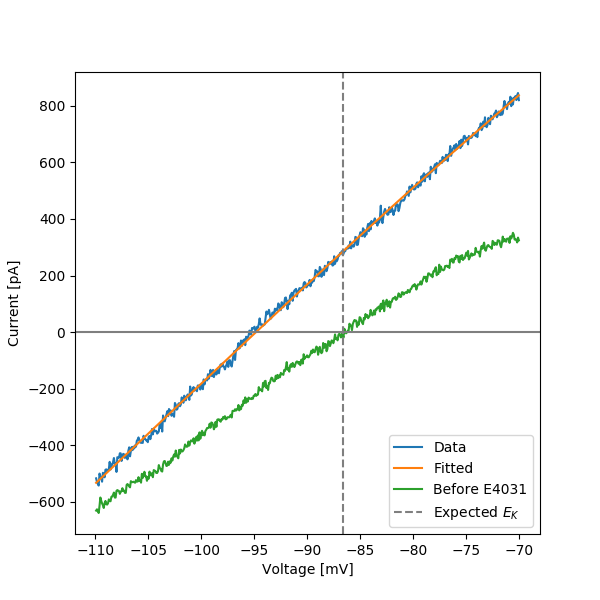 800
600
400
200
0
−200
−400
−600
Current [pA]
−110
−105
−100
−95
−90
−85
−80
−75
−70
Voltage [mV]
Data
Fitted
Before E4031
Expected E_K